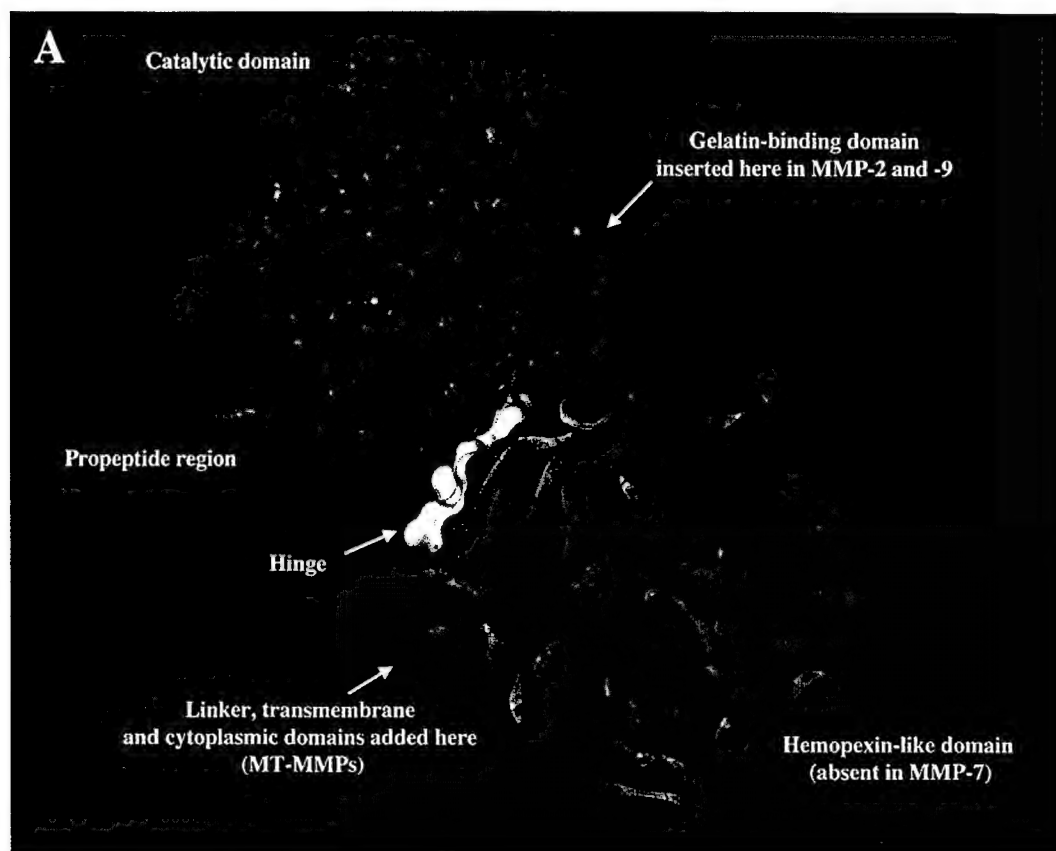 A
Catalytic domain
Gelatin-binding domain
inserted here in MMP-2 and -9
Propeptide region
Hinge
Linker, transmembrane
and cytoplasmic domains added here
(MT-MMPs)
Hemopexin-like domain
(absent in MMP-7)